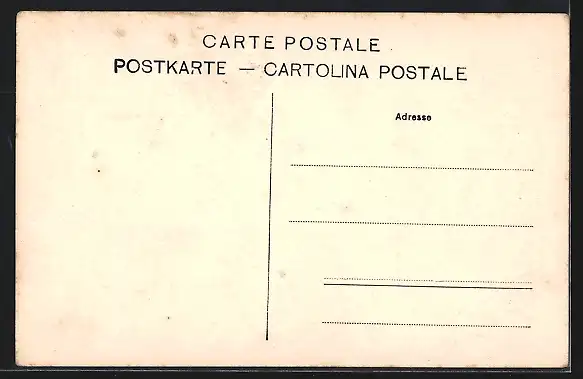 CARTE POSTALE
POSTKARTE — CARTOLINA POSTALE
Adresse